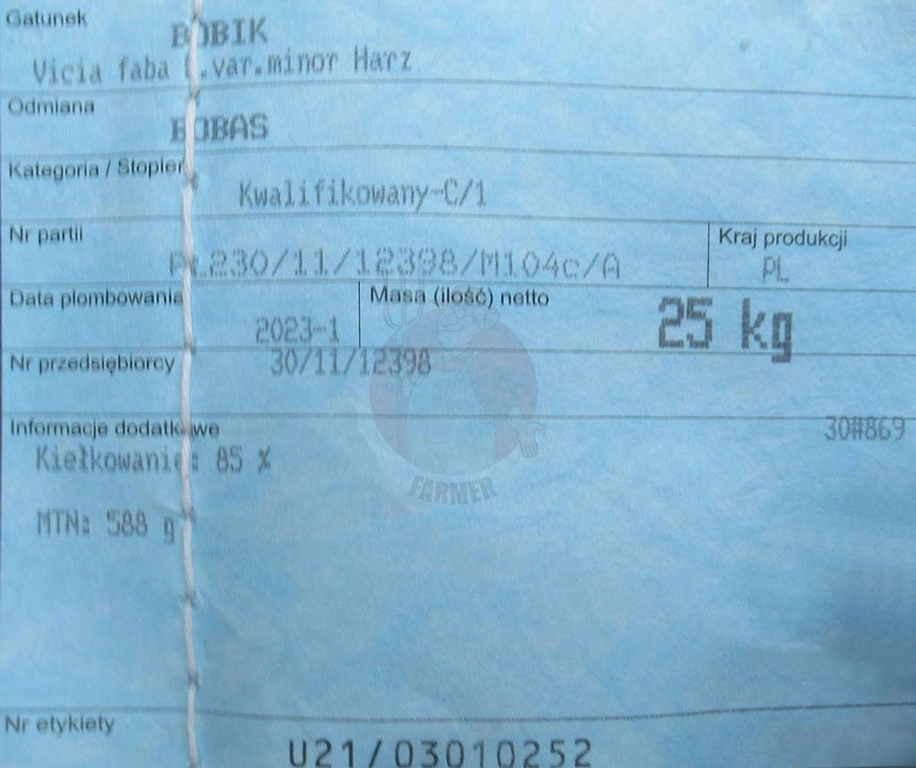 Gatunek
BOBIK
Vicia faba L.var.minor Harz
Odmiana
BOBAS
Kategoria / Stopień
Kwalifikowany-C/1
Nr partii
PL230/11/12398/M104c/A
Kraj produkcji
PL
Data plombowania
2023-1
Masa (ilość) netto
25 kg
Nr przedsiębiorcy
30/11/12398
Informacje dodatkowe
30#869
Kiełkowanie: 85 %
MTN: 588 g
FARMER
Nr etykiety
U21/03010252